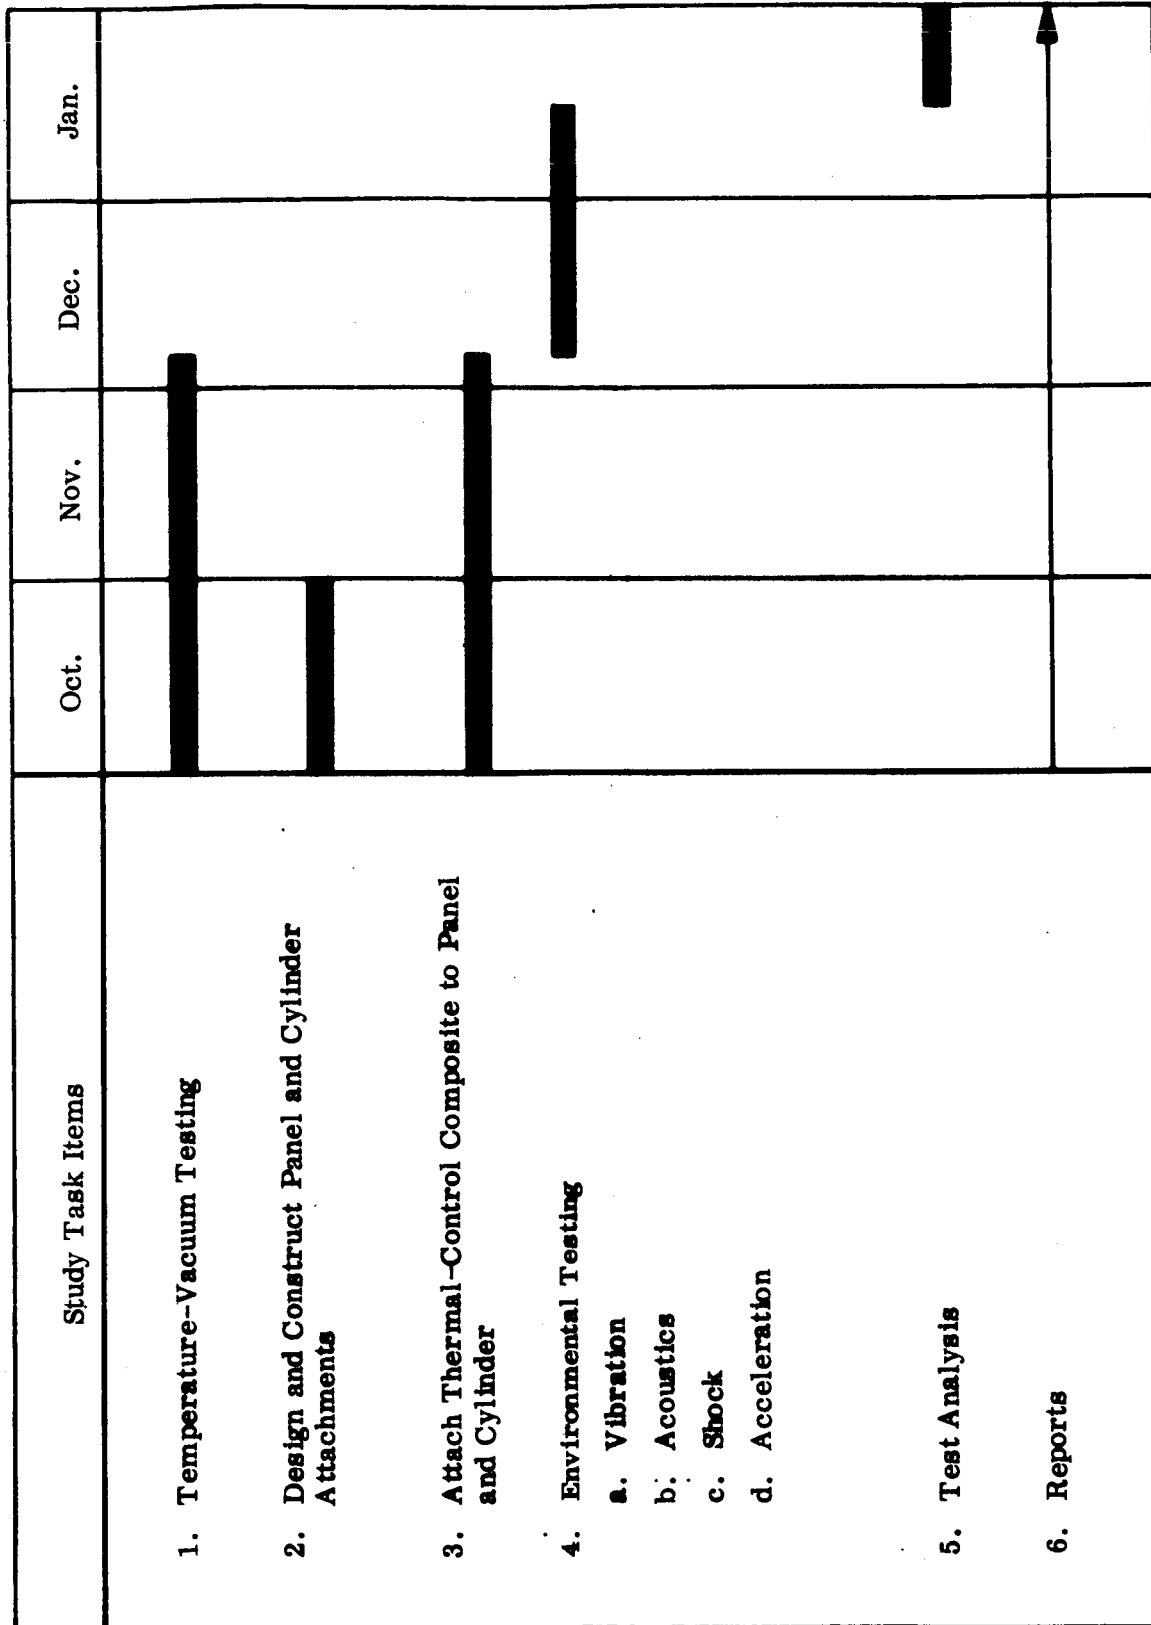 Study Task Items
Oct.
Nov.
Dec.
Jan.
1. Temperature-Vacuum Testing
2. Design and Construct Panel and Cylinder
Attachments
3. Attach Thermal-Control Composite to Panel
and Cylinder
4. Environmental Testing
a. Vibration
b. Acoustics
c. Shock
d. Acceleration
5. Test Analysis
6. Reports